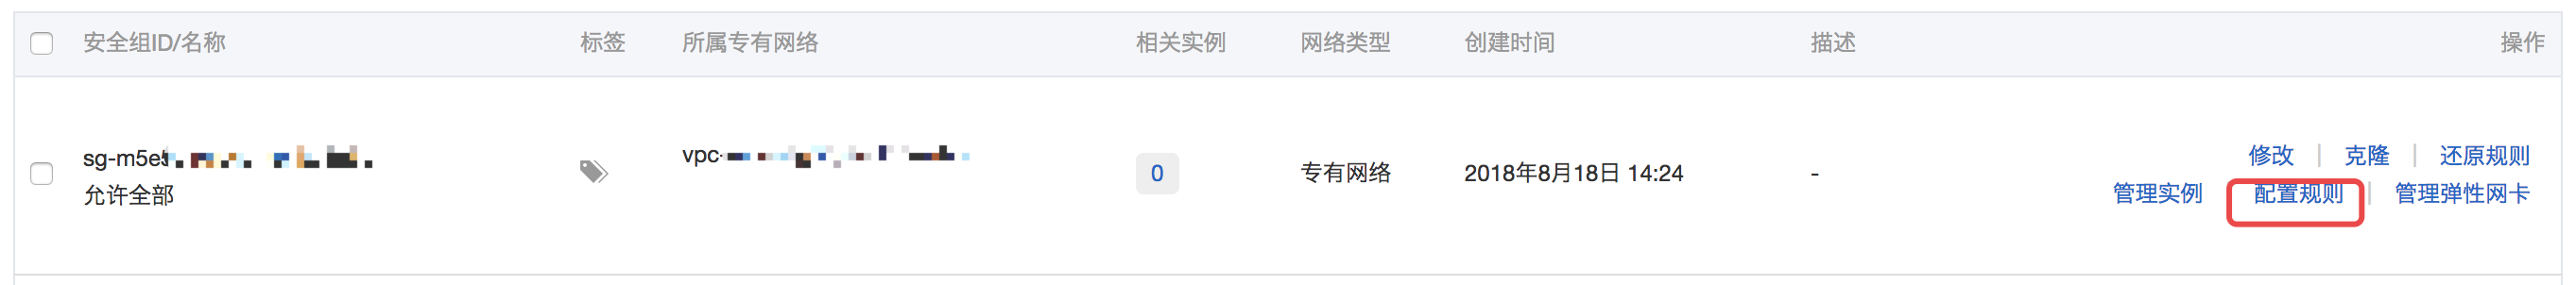 安全组ID/名称 标签 所属专有网络 相关实例 网络类型 创建时间 描述 操作
sg-m5e
允许全部
vpc-
0
专有网络
2018年8月18日 14:24
-
修改 | 克隆 | 还原规则
管理实例 配置规则 | 管理弹性网卡